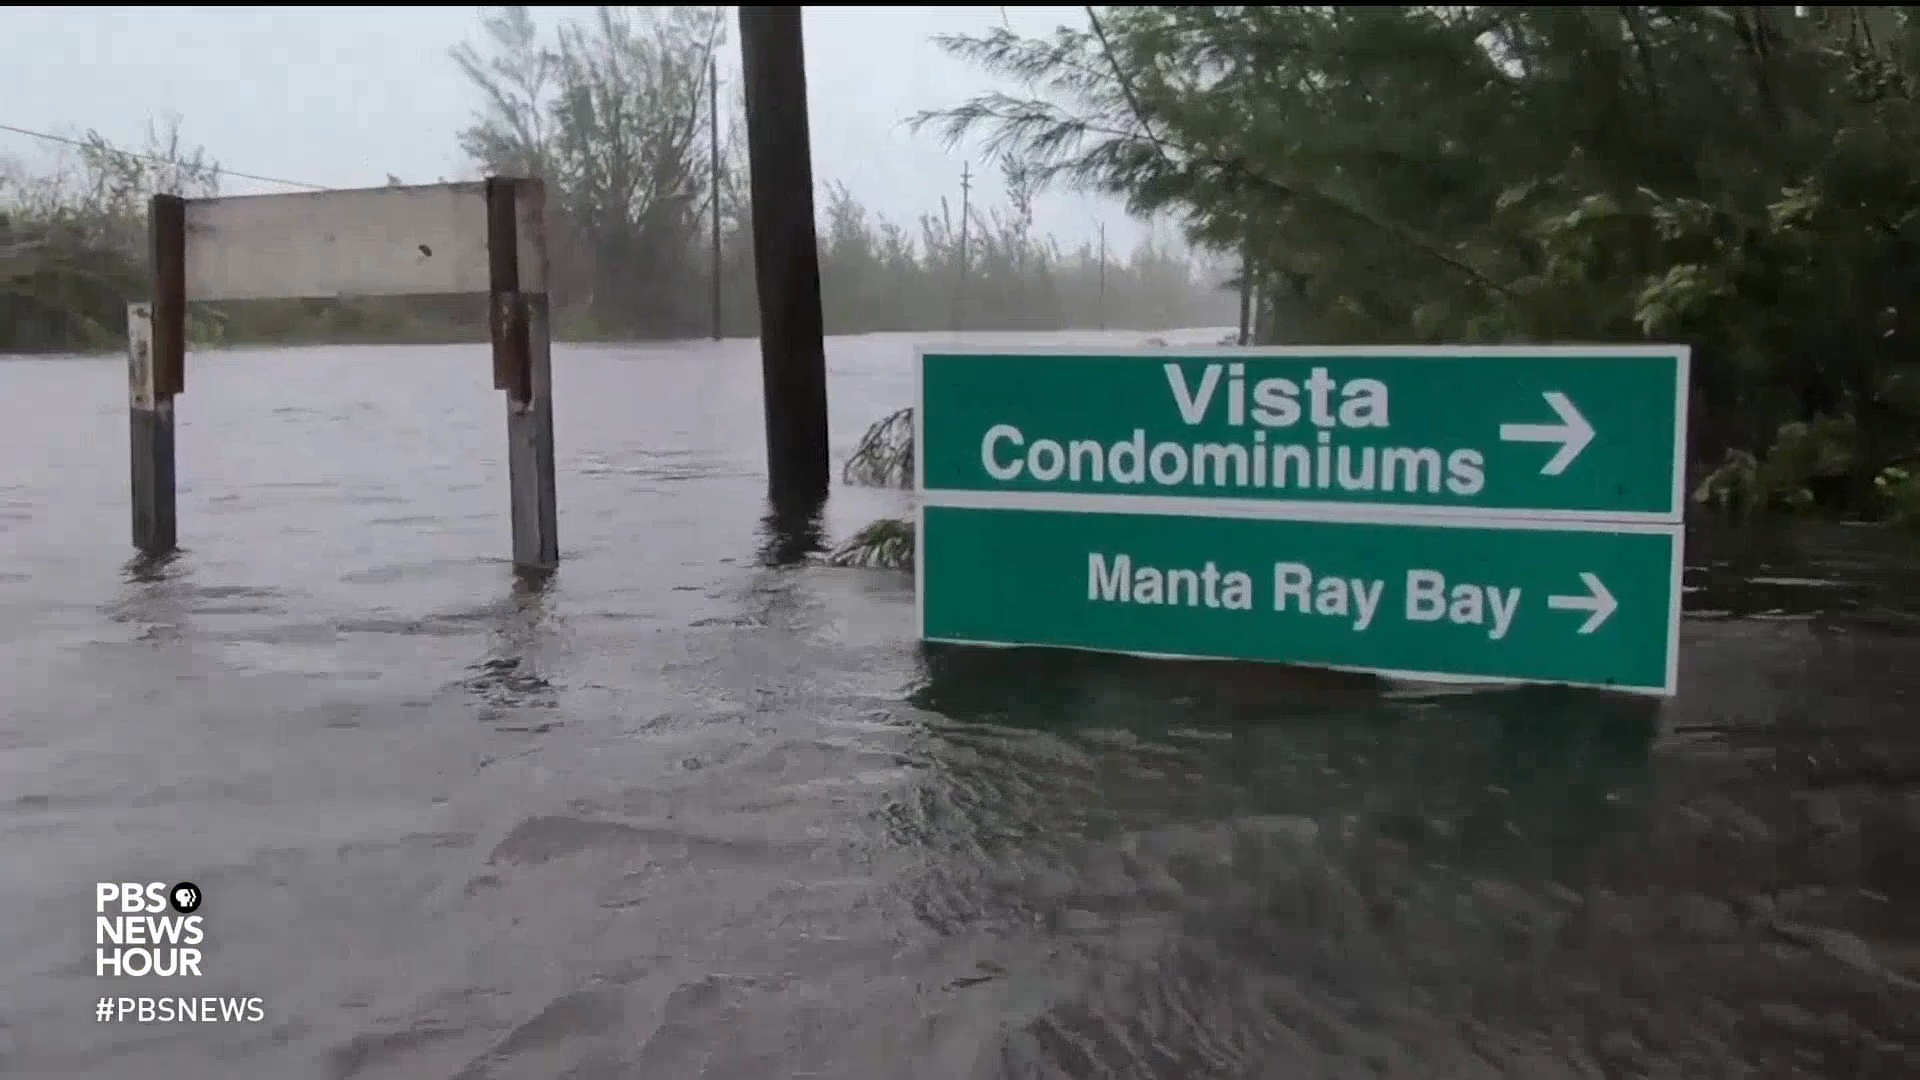 Vista
Condominiums →
Manta Ray Bay →
PBS
NEWS
HOUR
#PBSNEWS